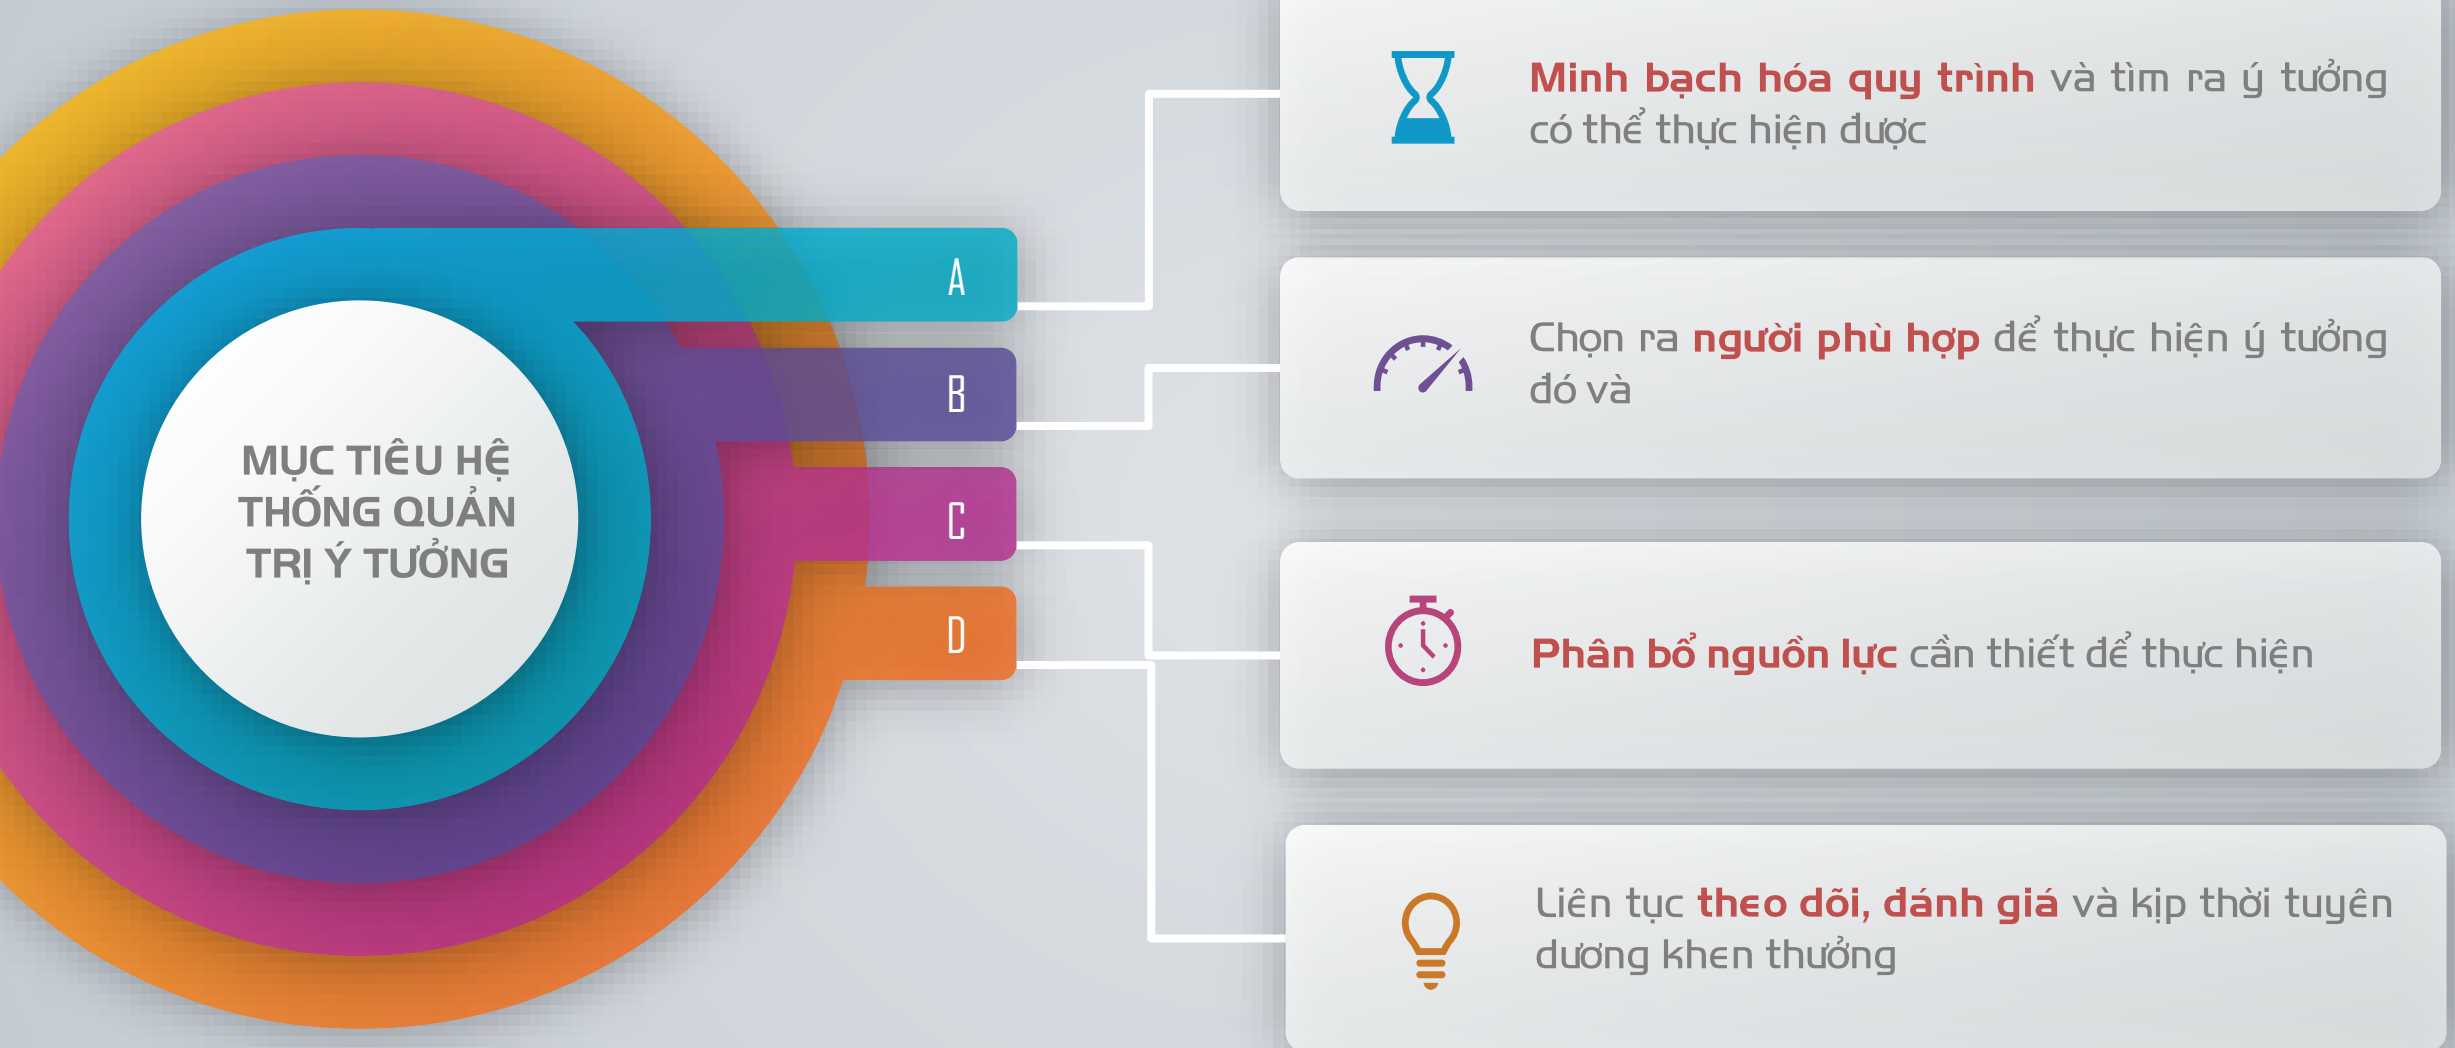 MỤC TIÊU HỆ
THỐNG QUẢN
TRỊ Ý TƯỞNG
A
Minh bạch hóa quy trình và tìm ra ý tưởng
có thể thực hiện được
B
Chọn ra người phù hợp để thực hiện ý tưởng
đó và
C
Phân bổ nguồn lực cần thiết để thực hiện
D
Liên tục theo dõi, đánh giá và kịp thời tuyên
dương khen thưởng